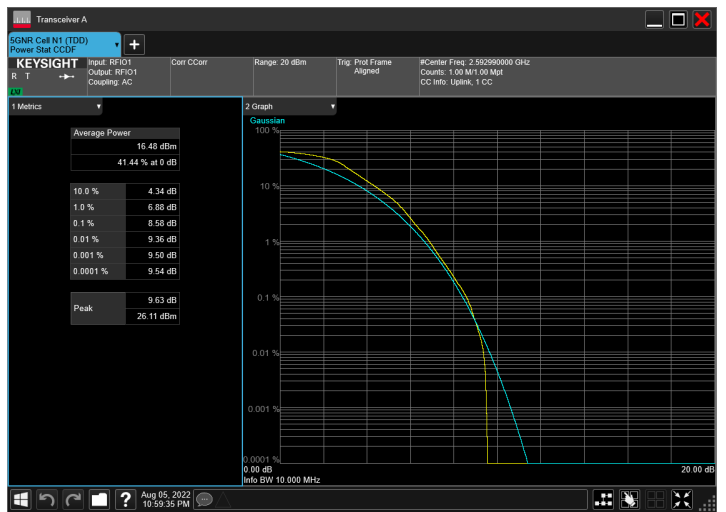 Transceiver A
5GNR Cell N1 (TDD)
Power Stat CCDF
KEYSIGHT
R T
LXI
Input: RFIO1
Output: RFIO1
Coupling: AC
Corr CCorr
Range: 20 dBm
Trig: Prot Frame
Aligned
#Center Freq: 2.592990000 GHz
Counts: 1.00 M/1.00 Mpt
CC Info: Uplink, 1 CC
1 Metrics
Average Power
16.48 dBm
41.44 % at 0 dB
10.0 % 4.34 dB
1.0 % 6.88 dB
0.1 % 8.58 dB
0.01 % 9.36 dB
0.001 % 9.50 dB
0.0001 % 9.54 dB
Peak
9.63 dB
26.11 dBm
2 Graph
Gaussian
100 %
10 %
1 %
0.1 %
0.01 %
0.001 %
0.0001 %
0.00 dB
20.00 dB
Info BW 10.000 MHz
?
Aug 05, 2022
10:59:35 PM